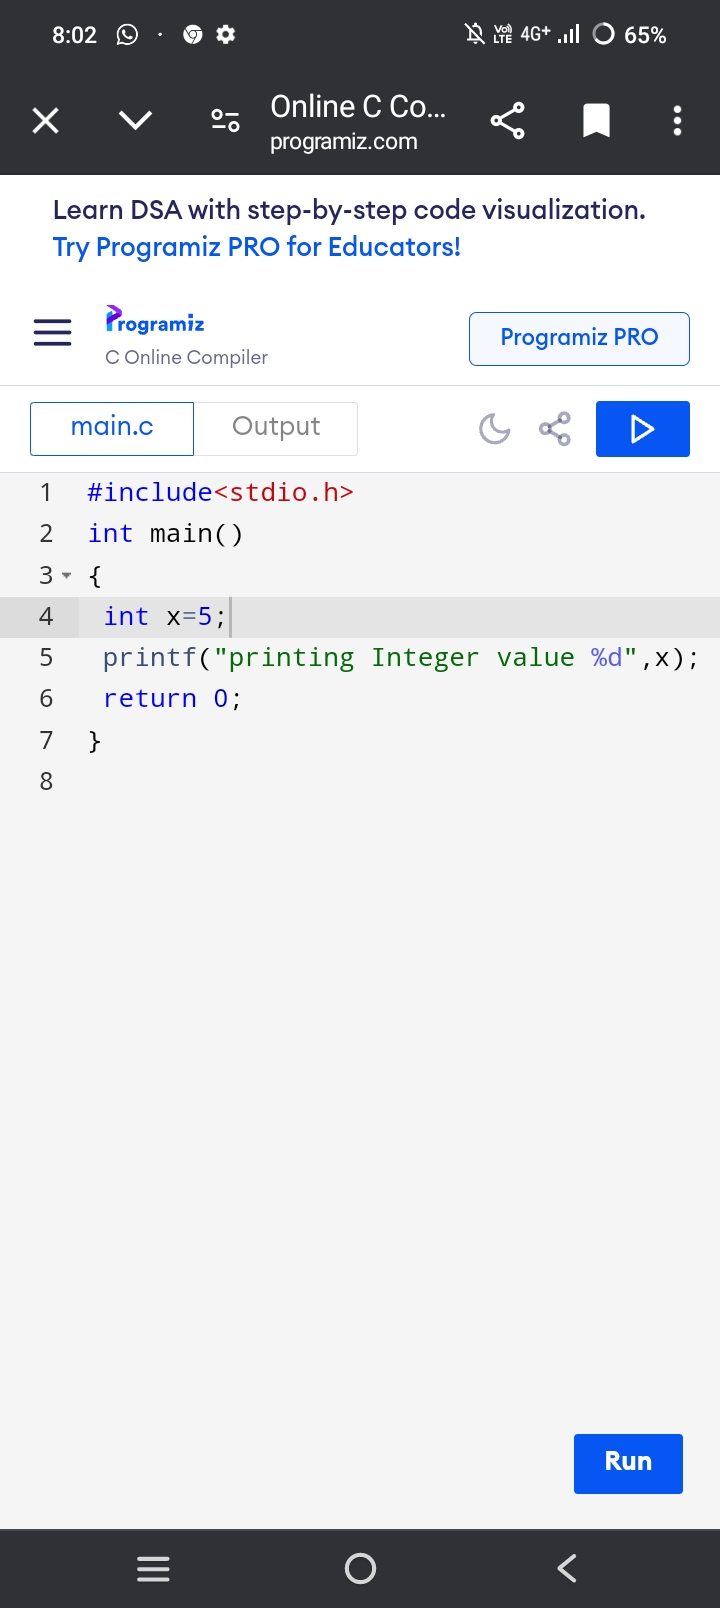 8:02 4G+ 65%
Online C Co...
programiz.com
Learn DSA with step-by-step code visualization.
Try Programiz PRO for Educators!
Programiz
C Online Compiler
Programiz PRO
main.c Output
1 #include<stdio.h>
2 int main()
3 {
4 int x=5;
5 printf("printing Integer value %d",x);
6 return 0;
7 }
8
Run